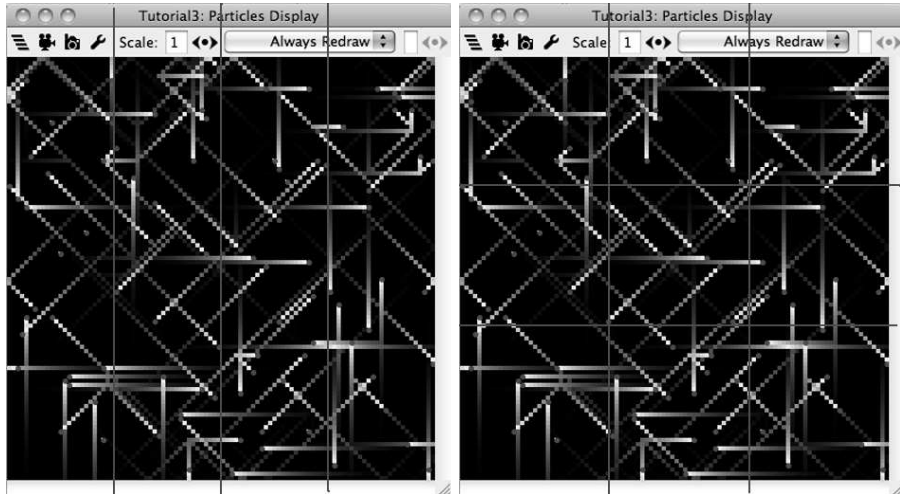 Tutorial3: Particles Display
Scale: 1 Always Redraw
Tutorial3: Particles Display
Scale 1 Always Redraw